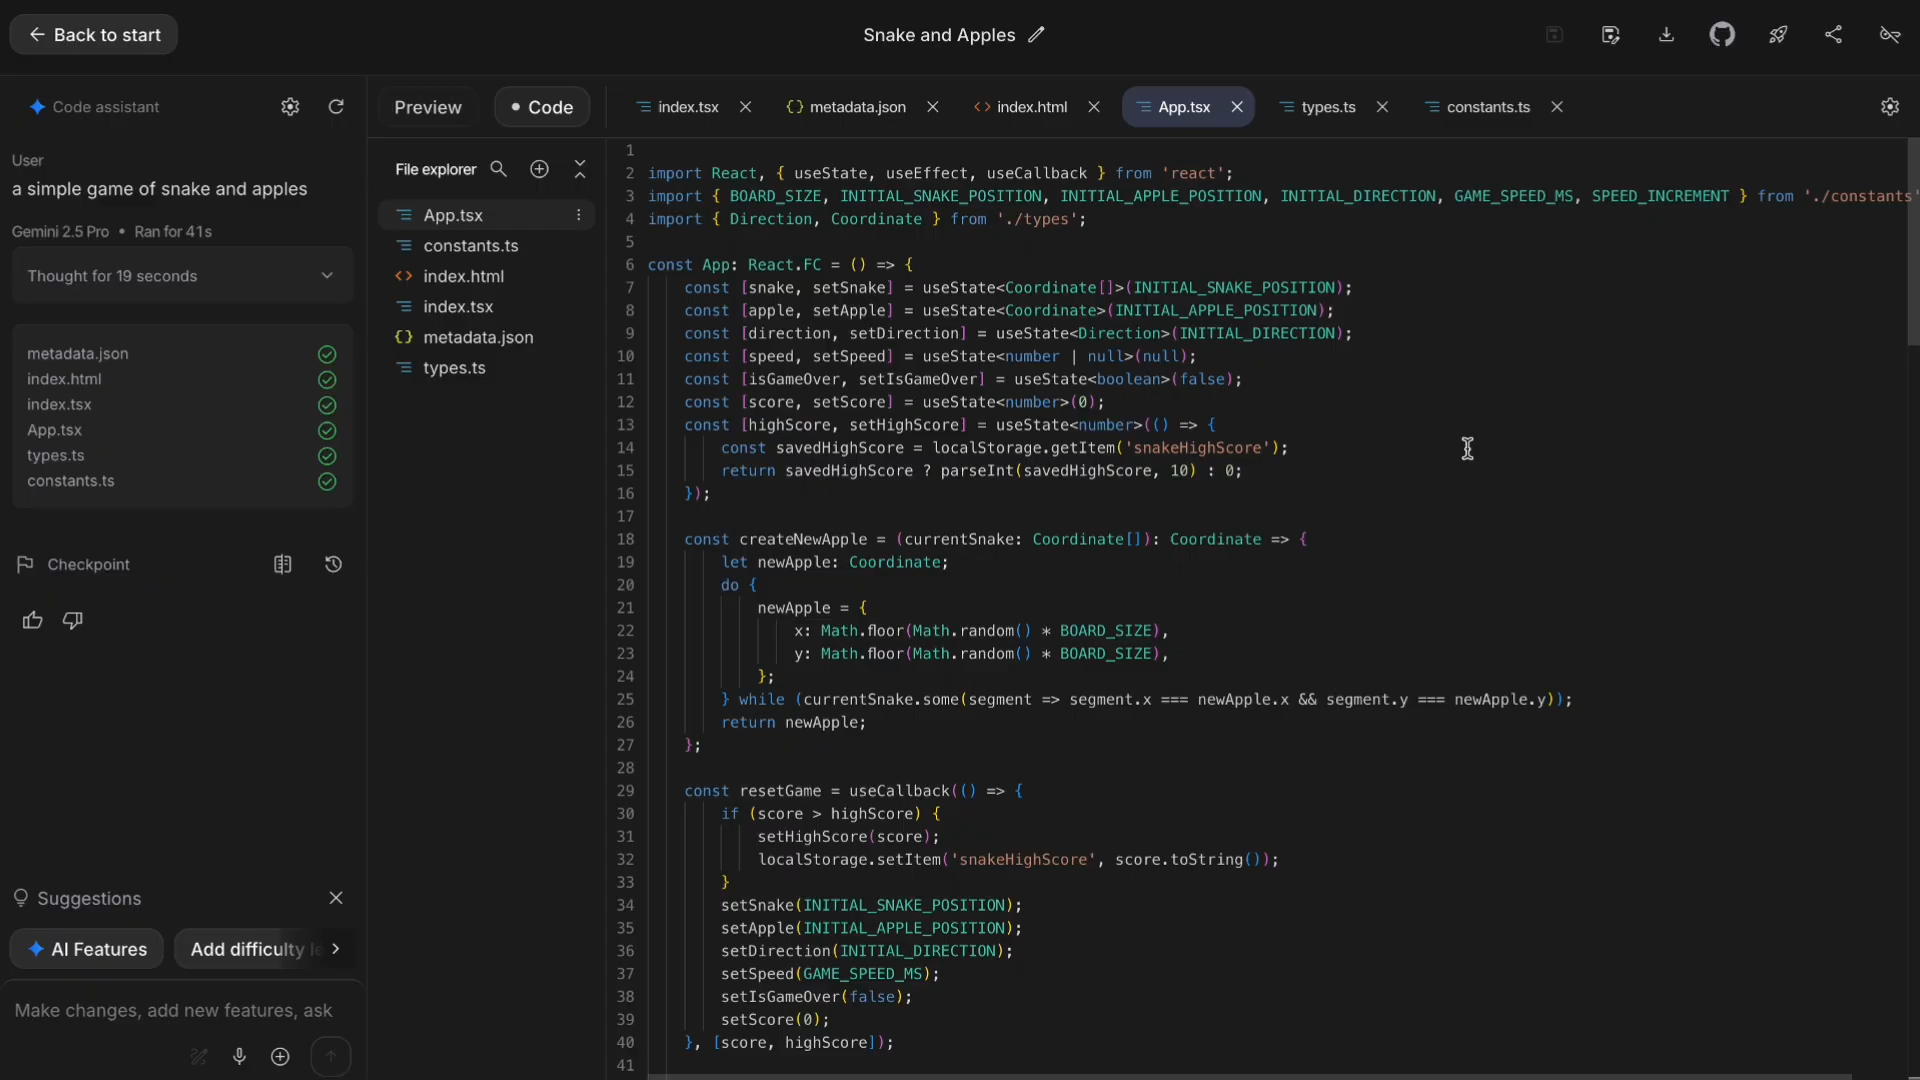 Back to start
Snake and Apples
Code assistant
User
a simple game of snake and apples
Gemini 2.5 Pro • Ran for 41s
Thought for 19 seconds
metadata.json
index.html
index.tsx
App.tsx
types.ts
constants.ts
Checkpoint
Suggestions
AI Features
Add difficulty le
Make changes, add new features, ask
Preview
Code
File explorer
App.tsx
constants.ts
index.html
index.tsx
{} metadata.json
types.ts
index.tsx
{} metadata.json
<> index.html
App.tsx
types.ts
constants.ts
1
2 import React, { useState, useEffect, useCallback } from 'react';
3 import { BOARD_SIZE, INITIAL_SNAKE_POSITION, INITIAL_APPLE_POSITION, INITIAL_DIRECTION, GAME_SPEED_MS, SPEED_INCREMENT } from './constants'
4 import { Direction, Coordinate } from './types';
5
6 const App: React.FC = () => {
7 const [snake, setSnake] = useState<Coordinate[]>(INITIAL_SNAKE_POSITION);
8 const [apple, setApple] = useState<Coordinate>(INITIAL_APPLE_POSITION);
9 const [direction, setDirection] = useState<Direction>(INITIAL_DIRECTION);
10 const [speed, setSpeed] = useState<number | null>(null);
11 const [isGameOver, setIsGameOver] = useState<boolean>(false);
12 const [score, setScore] = useState<number>(0);
13 const [highScore, setHighScore] = useState<number>(() => {
14 const savedHighScore = localStorage.getItem('snakeHighScore');
15 return savedHighScore ? parseInt(savedHighScore, 10) : 0;
16 });
17
18 const createNewApple = (currentSnake: Coordinate[]): Coordinate => {
19 let newApple: Coordinate;
20 do {
21 newApple = {
22 x: Math.floor(Math.random() * BOARD_SIZE),
23 y: Math.floor(Math.random() * BOARD_SIZE),
24 };
25 } while (currentSnake.some(segment => segment.x === newApple.x && segment.y === newApple.y));
26 return newApple;
27 };
28
29 const resetGame = useCallback(() => {
30 if (score > highScore) {
31 setHighScore(score);
32 localStorage.setItem('snakeHighScore', score.toString());
33 }
34 setSnake(INITIAL_SNAKE_POSITION);
35 setApple(INITIAL_APPLE_POSITION);
36 setDirection(INITIAL_DIRECTION);
37 setSpeed(GAME_SPEED_MS);
38 setIsGameOver(false);
39 setScore(0);
40 }, [score, highScore]);
41